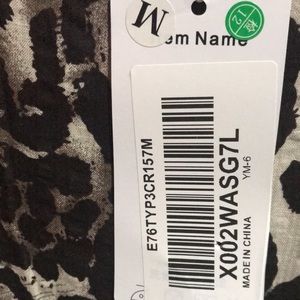 M
em Name
E76TYP3CR157M
X002WASG7L
YM-6
MADE IN CHINA